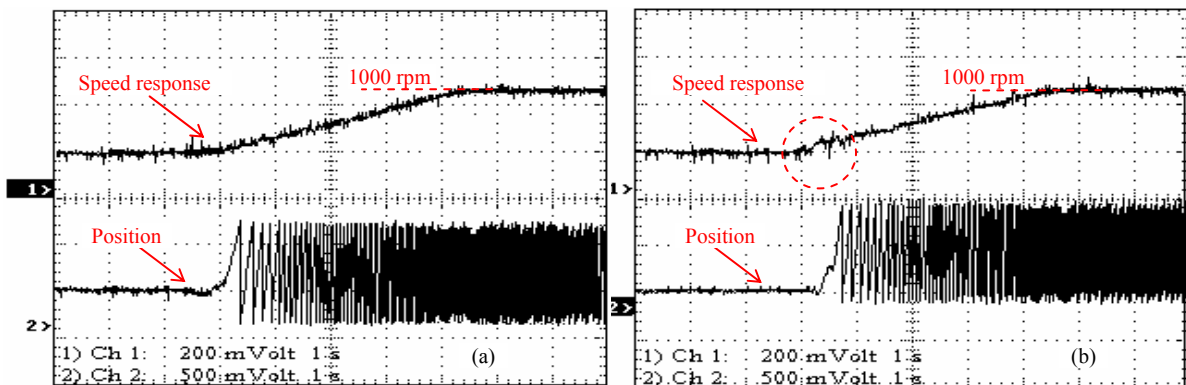 1000 rpm
Speed response
1>
Position
2>
1) Ch 1: 200 mVolt 1 s
2) Ch 2: 500 mVolt 1 s
(a)
1000 rpm
Speed response
1>
Position
2>
1) Ch 1: 200 mVolt 1 s
2) Ch 2: 500 mVolt 1 s
(b)